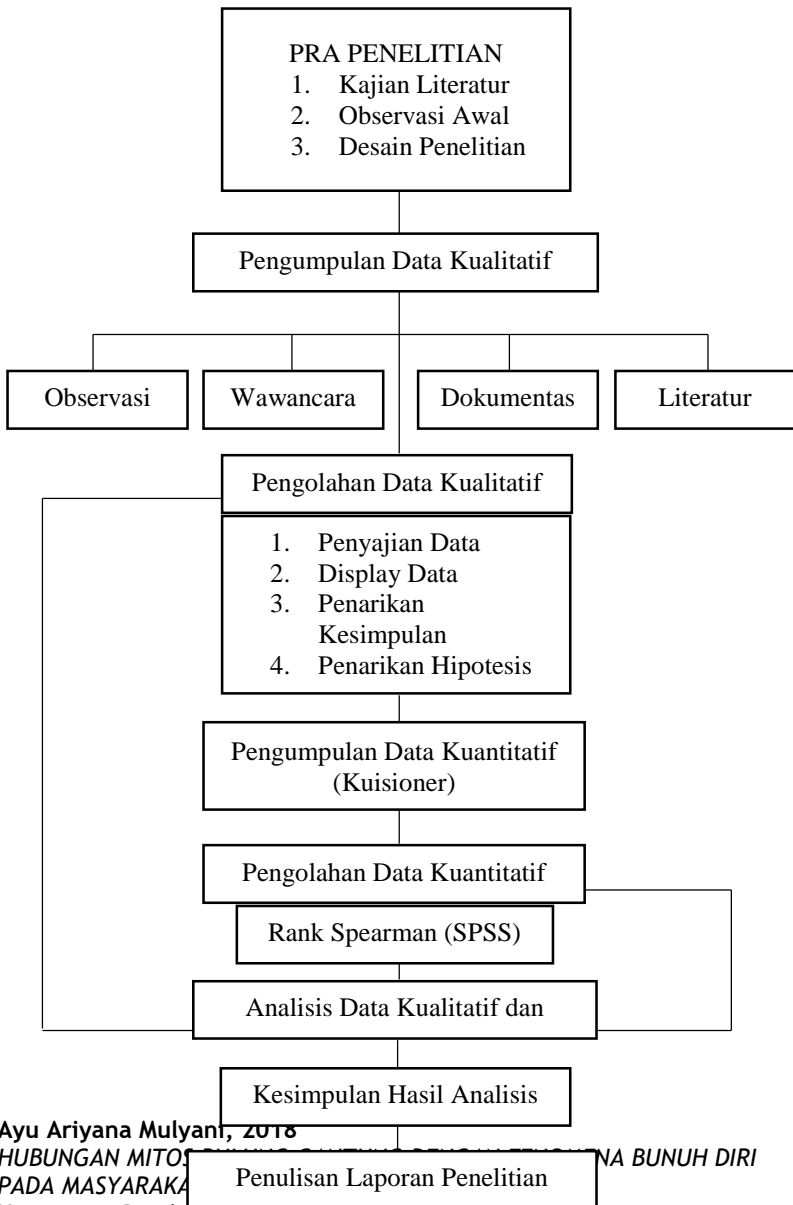 PRA PENELITIAN
1. Kajian Literatur
2. Observasi Awal
3. Desain Penelitian
Pengumpulan Data Kualitatif
Observasi
Wawancara
Dokumentas
Literatur
Pengolahan Data Kualitatif
1. Penyajian Data
2. Display Data
3. Penarikan
Kesimpulan
4. Penarikan Hipotesis
Pengumpulan Data Kuantitatif
(Kuisioner)
Pengolahan Data Kuantitatif
Rank Spearman (SPSS)
Analisis Data Kualitatif dan
Kesimpulan Hasil Analisis
Penulisan Laporan Penelitian
Ayu Ariyana Mulyani, 2018
HUBUNGAN MITOS BUNUH DIRI
PADA